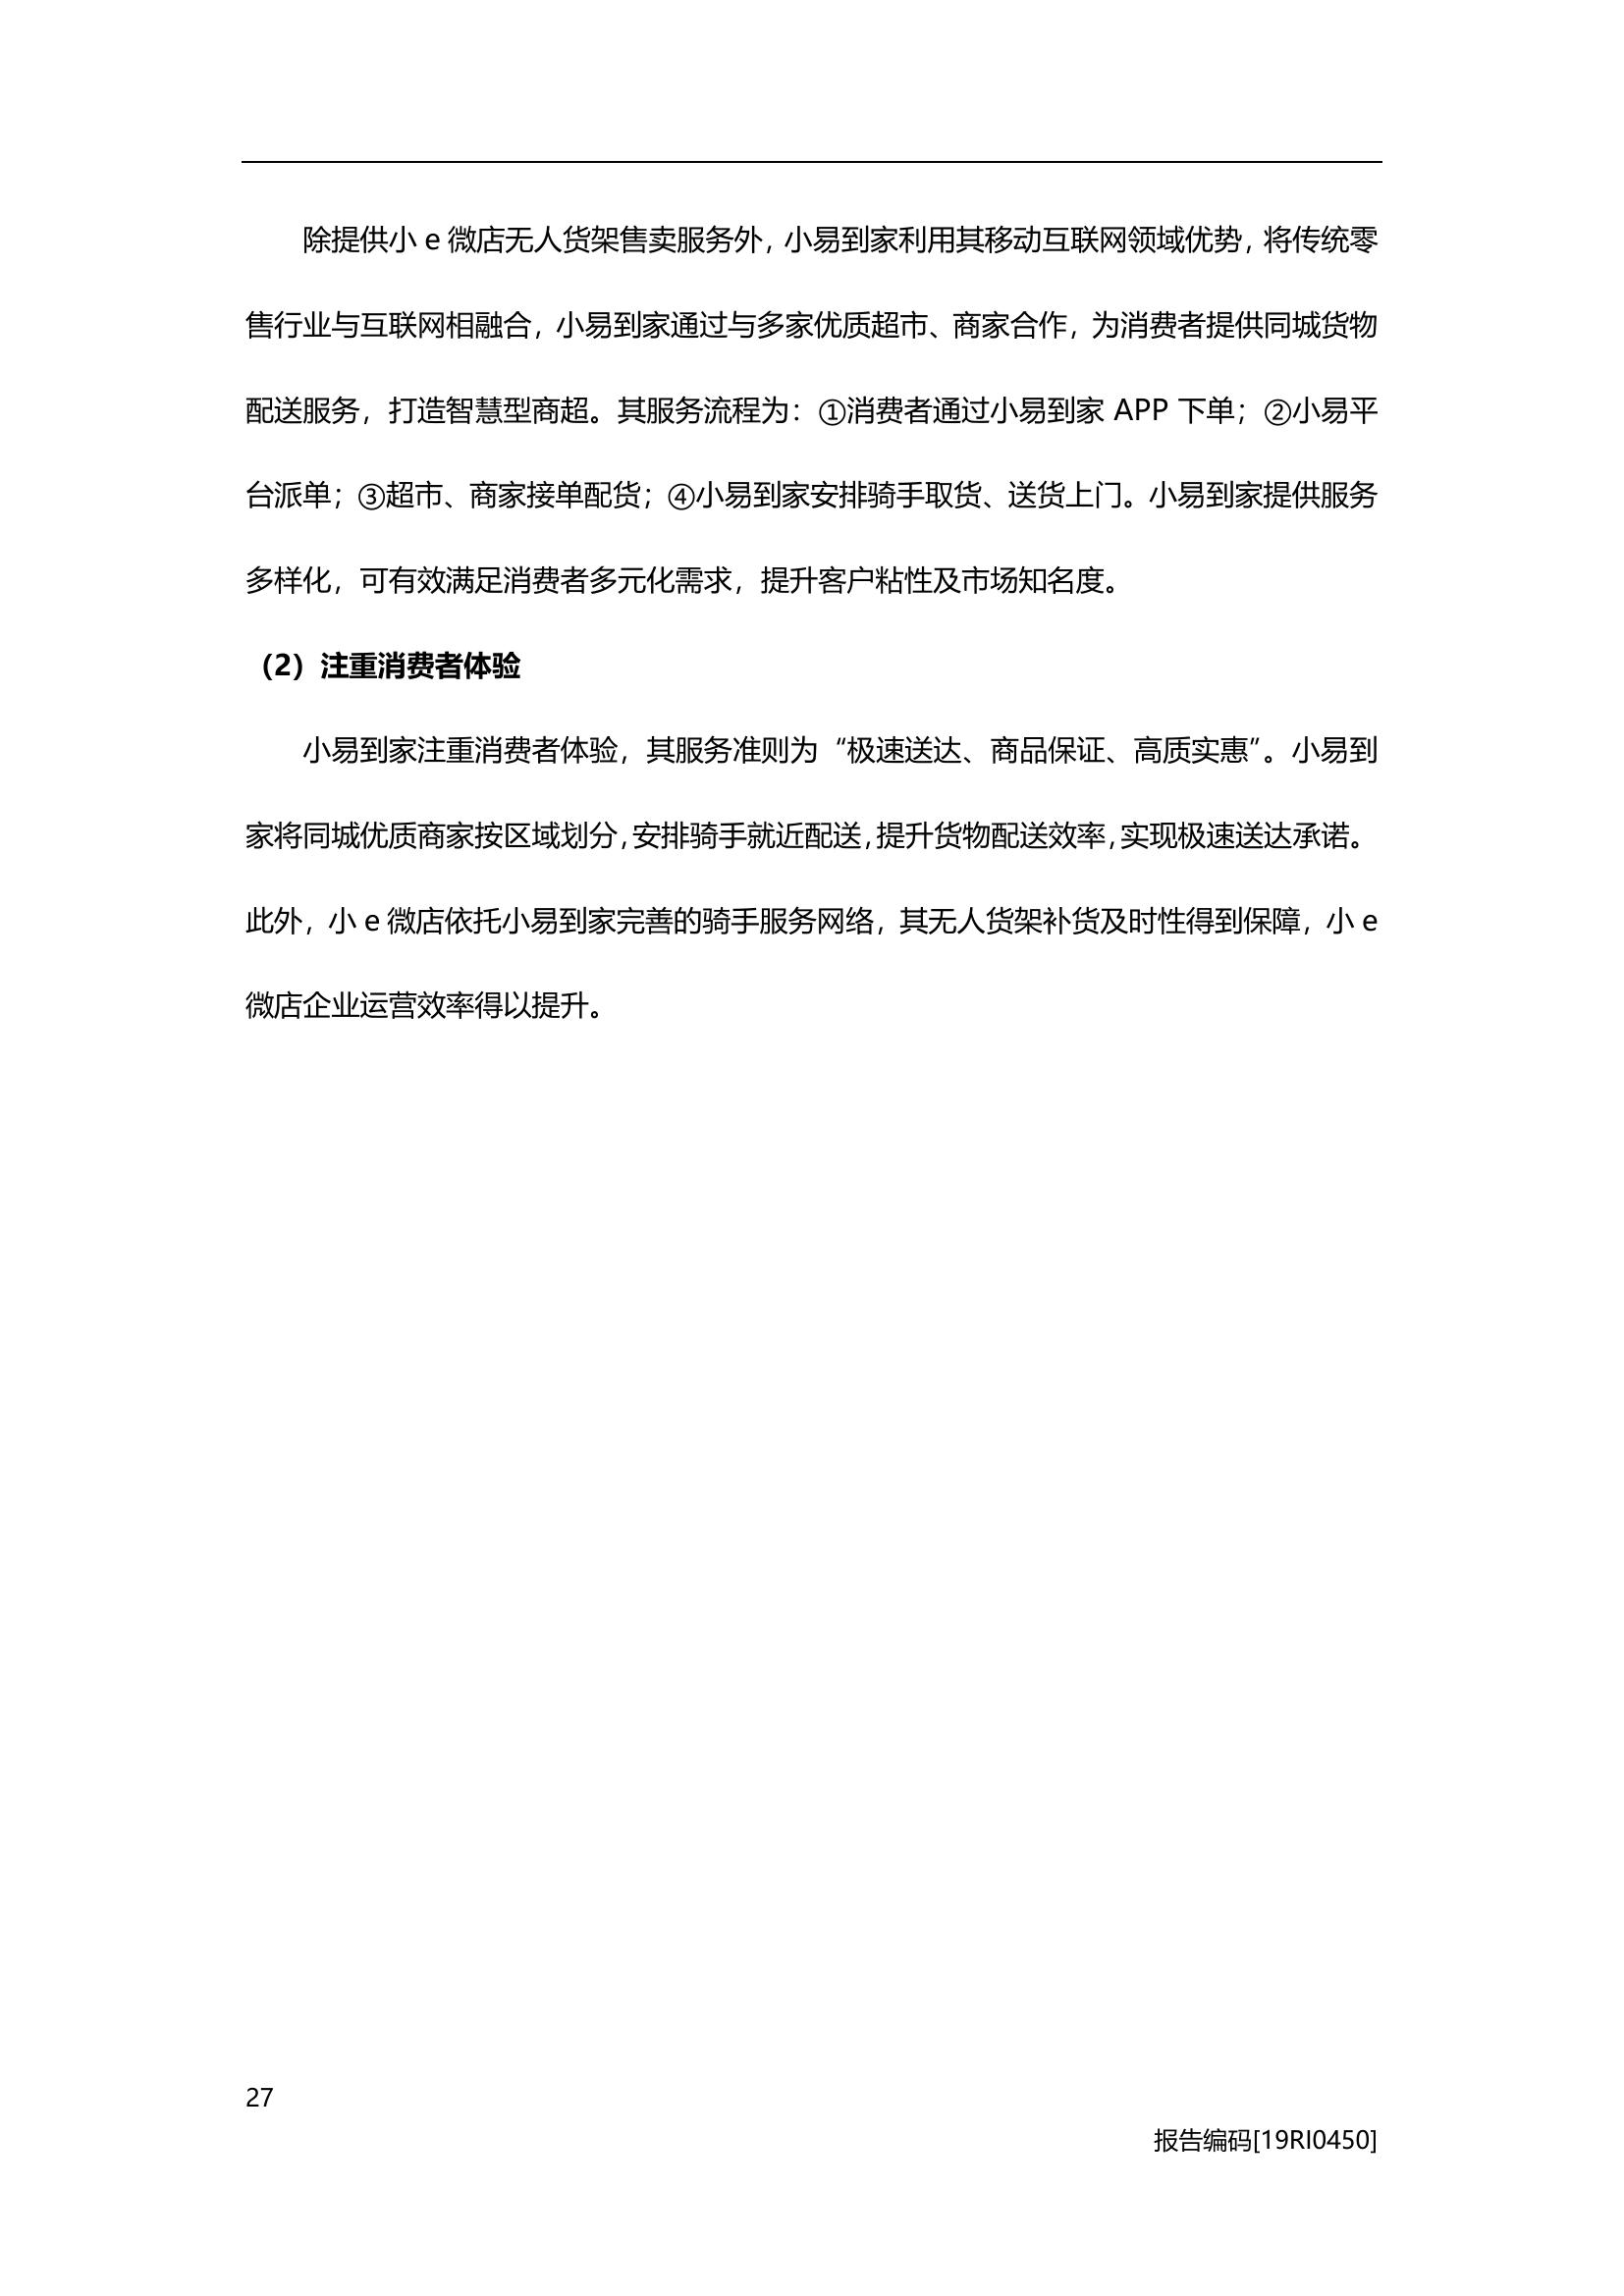 除提供小 e 微店无人货架售卖服务外，小易到家利用其移动互联网领域优势，将传统零
售行业与互联网相融合，小易到家通过与多家优质超市、商家合作，为消费者提供同城货物
配送服务，打造智慧型商超。其服务流程为：①消费者通过小易到家 APP 下单；②小易平
台派单；③超市、商家接单配货；④小易到家安排骑手取货、送货上门。小易到家提供服务
多样化，可有效满足消费者多元化需求，提升客户粘性及市场知名度。
（2）注重消费者体验
小易到家注重消费者体验，其服务准则为“极速送达、商品保证、高质实惠”。小易到
家将同城优质商家按区域划分，安排骑手就近配送，提升货物配送效率，实现极速送达承诺。
此外，小 e 微店依托小易到家完善的骑手服务网络，其无人货架补货及时性得到保障，小 e
微店企业运营效率得以提升。
27
报告编码[19RI0450]